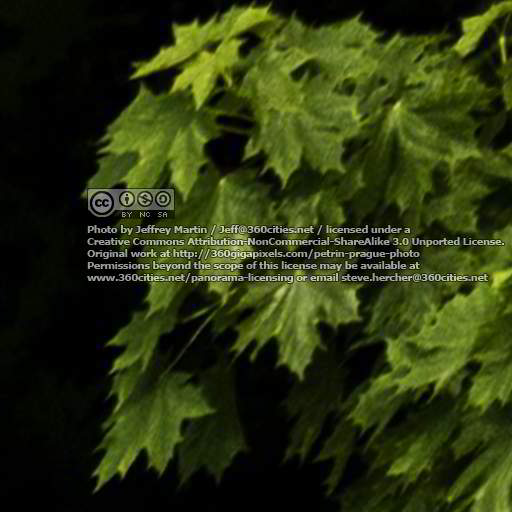 cc
BY NC SA
Photo by Jeffrey Martin / Jeff@360cities.net / licensed under a
Creative Commons Attribution-NonCommercial-ShareAlike 3.0 Unported License.
Original work at http://360gigapixels.com/petrin-prague-photo
Permissions beyond the scope of this license may be available at
www.360cities.net/panorama-licensing or email steve.hercher@360cities.net